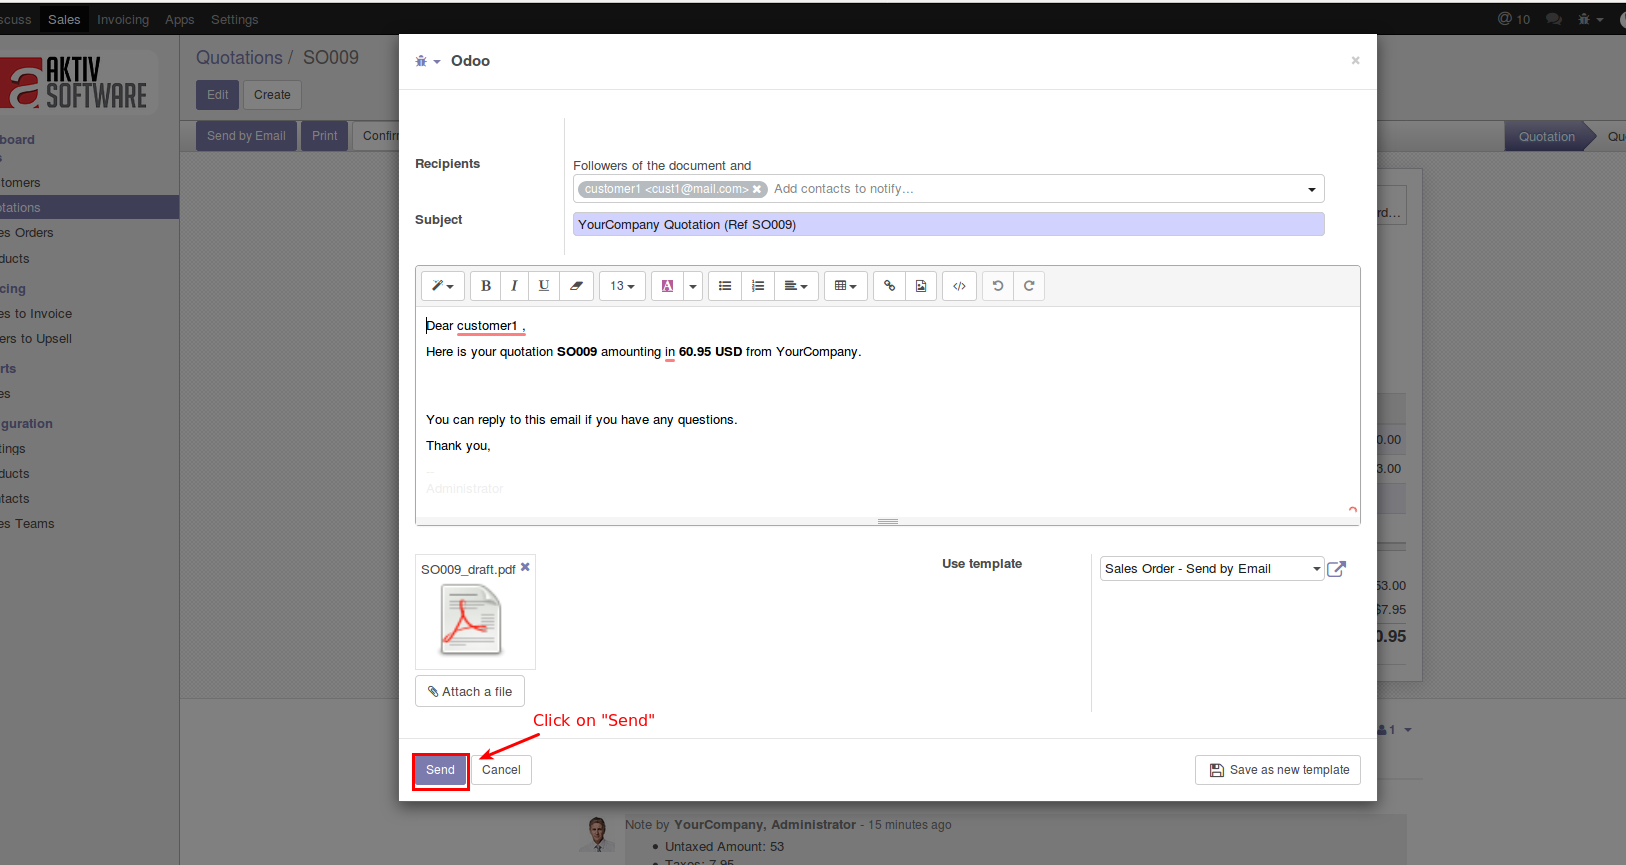 scuss Sales Invoicing Apps Settings @ 10
AKTIV
SOFTWARE
Quotations / SO009
Edit Create
Send by Email Print Confirm
Quotation Qu
board
s
tomers
tations
es Orders
ducts
cing
es to Invoice
ers to Upsell
rts
es
guration
tings
ducts
tacts
es Teams
Odoo ×
Recipients
Followers of the document and
customer1 <cust1@mail.com> × Add contacts to notify...
Subject
YourCompany Quotation (Ref SO009)
B I U 13 A </>
Dear customer1 ,
Here is your quotation SO009 amounting in 60.95 USD from YourCompany.
You can reply to this email if you have any questions.
Thank you,
--
Administrator
SO009_draft.pdf ×
Use template
Sales Order - Send by Email
Attach a file
Click on "Send"
Send Cancel
Save as new template
rd...
0.00
3.00
53.00
$7.95
0.95
1
Note by YourCompany, Administrator - 15 minutes ago
• Untaxed Amount: 53
• Taxes: 7.95